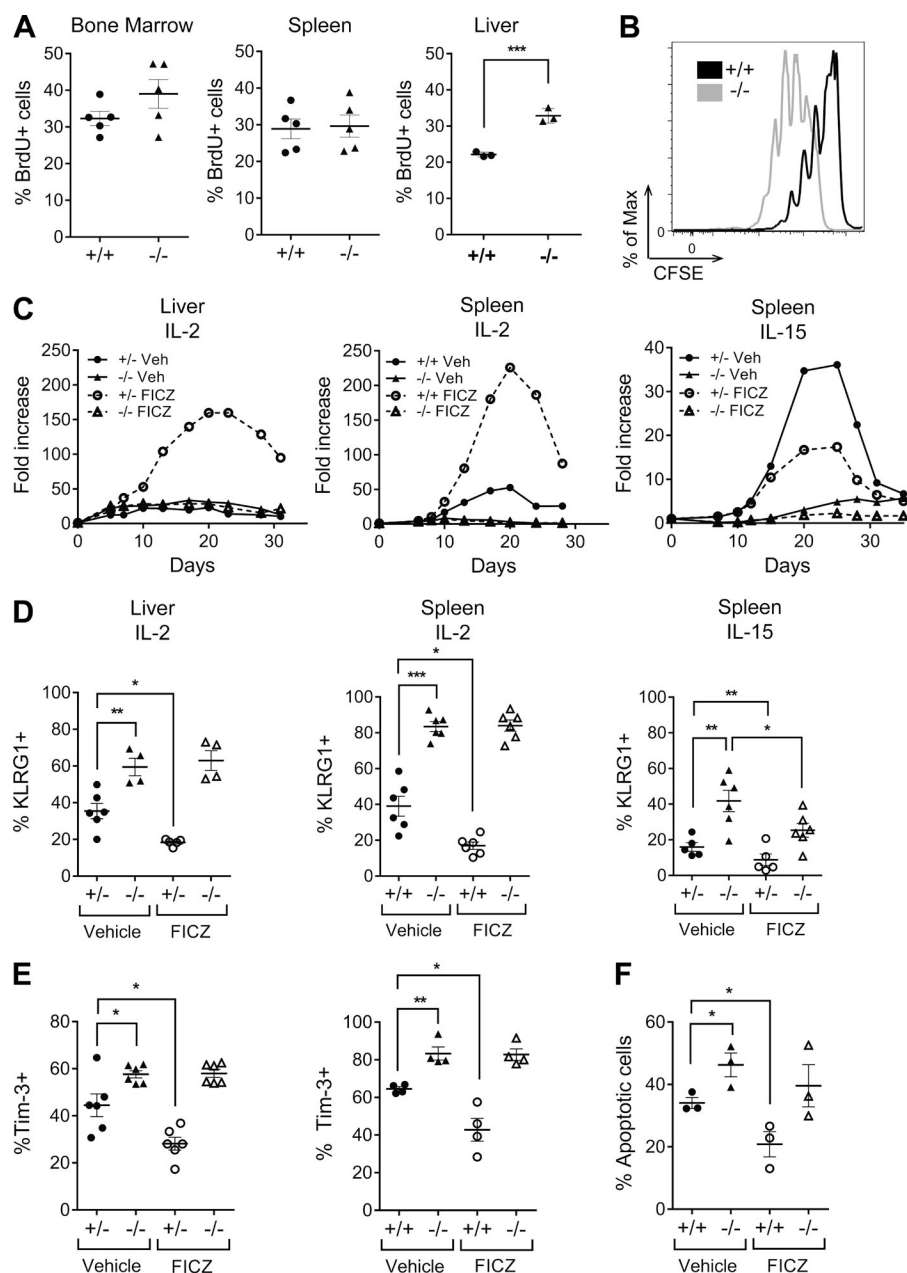 A
Bone Marrow
% BrdU+ cells
50
40
30
20
10
0
+/+ -/-
Spleen
% BrdU+ cells
50
40
30
20
10
0
+/+ -/-
Liver
% BrdU+ cells
50
40
30
20
10
0
***
+/+ -/-
B
+/+
-/-
% of Max
0
0
CFSE
C
Liver
IL-2
+/- Veh
-/- Veh
+/- FICZ
-/- FICZ
Fold increase
250
200
150
100
50
0
0 10 20 30
Days
Spleen
IL-2
+/+ Veh
-/- Veh
+/+ FICZ
-/- FICZ
Fold increase
250
200
150
100
50
0
0 10 20 30
Days
Spleen
IL-15
+/- Veh
-/- Veh
+/- FICZ
-/- FICZ
Fold increase
40
30
20
10
0
0 10 20 30
Days
D
Liver
IL-2
% KLRG1+
100
80
60
40
20
0
*
**
+/- -/- +/- -/-
Vehicle FICZ
Spleen
IL-2
% KLRG1+
100
80
60
40
20
0
*
***
+/+ -/- +/+ -/-
Vehicle FICZ
Spleen
IL-15
% KLRG1+
100
80
60
40
20
0
**
** *
+/- -/- +/- -/-
Vehicle FICZ
E
%Tim-3+
80
60
40
20
0
*
*
+/- -/- +/- -/-
Vehicle FICZ
% Tim-3+
100
80
60
40
20
0
*
**
+/+ -/- +/+ -/-
Vehicle FICZ
F
% Apoptotic cells
60
40
20
0
*
*
+/+ -/- +/+ -/-
Vehicle FICZ